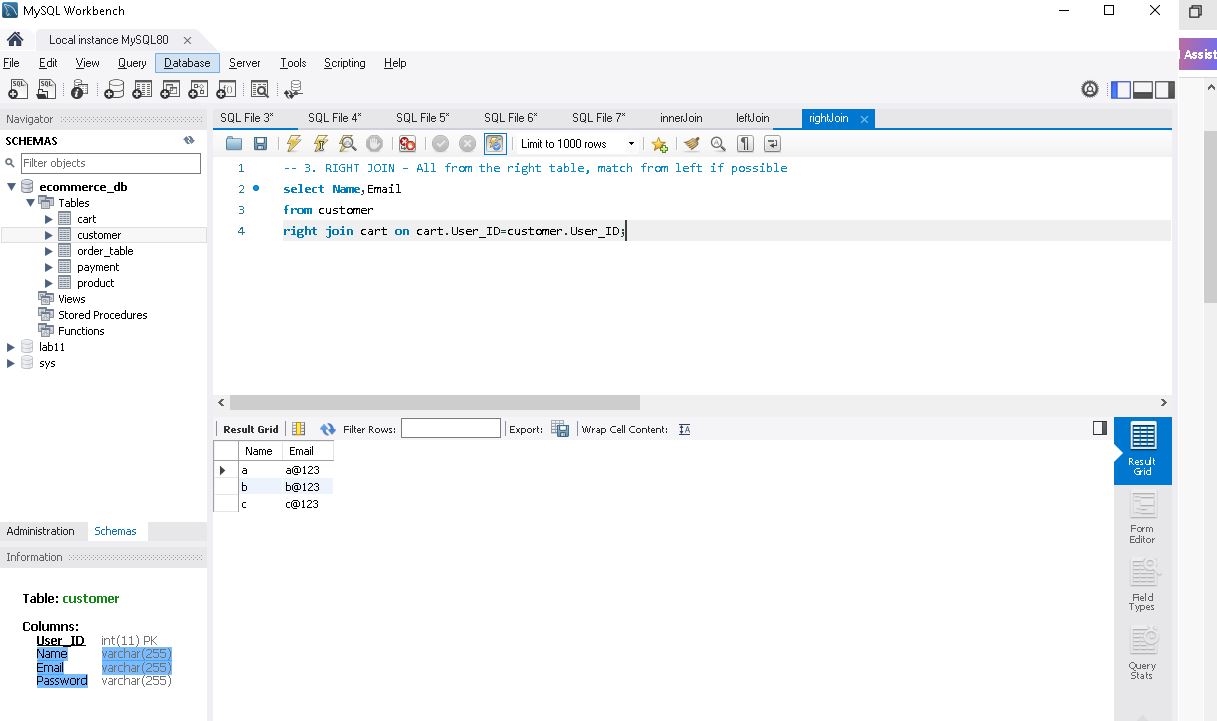 MySQL Workbench
Local instance MySQL80
File Edit View Query Database Server Tools Scripting Help
Assist
Navigator
SQL File 3* SQL File 4* SQL File 5* SQL File 6* SQL File 7* innerJoin leftJoin rightJoin
SCHEMAS
Limit to 1000 rows
Filter objects
ecommerce_db
Tables
cart
customer
order_table
payment
product
Views
Stored Procedures
Functions
lab11
sys
1 -- 3. RIGHT JOIN - All from the right table, match from left if possible
2 select Name,Email
3 from customer
4 right join cart on cart.User_ID=customer.User_ID;
Result Grid Filter Rows: Export: Wrap Cell Content:
Name Email
a a@123
b b@123
c c@123
Result
Grid
Form
Editor
Field
Types
Query
Stats
Administration Schemas
Information
Table: customer
Columns:
User_ID int(11) PK
Name varchar(255)
Email varchar(255)
Password varchar(255)